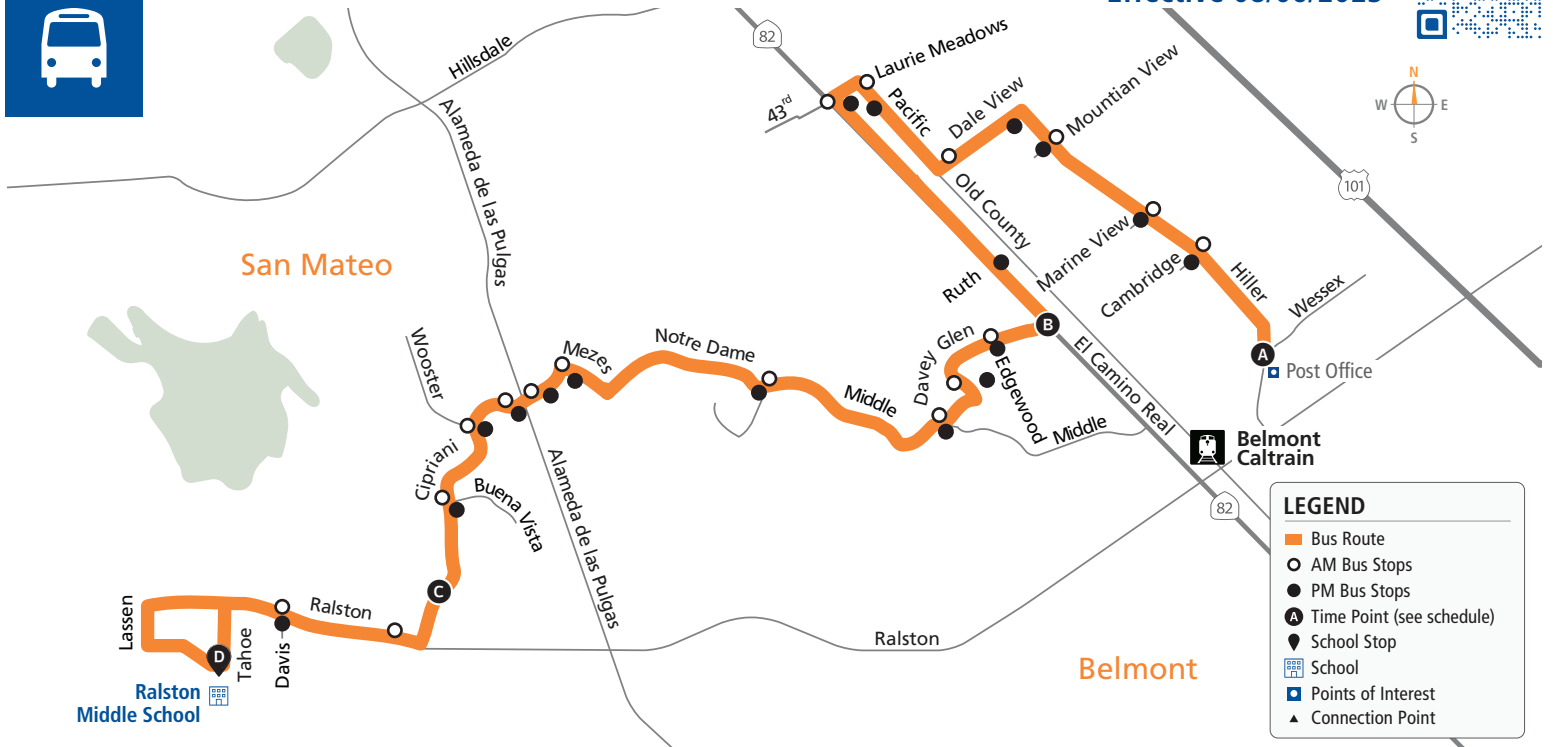 Effective 08/06/2023
82
Laurie Meadows
Hillsdale
43rd
Pacific
Dale View
Mountian View
N
W
E
S
Alameda de las Pulgas
101
San Mateo
Old County
Marine View
Ruth
Cambridge
Hiller
Wessex
B
A
Post Office
Wooster
Mezes
Notre Dame
Davey Glen
Edgewood
El Camino Real
Middle
Middle
Belmont
Caltrain
Cipriani
Buena Vista
Alameda de las Pulgas
82
C
Lassen
Ralston
Ralston
Tahoe
Davis
D
Ralston
Middle School
Belmont
LEGEND
Bus Route
AM Bus Stops
PM Bus Stops
A Time Point (see schedule)
School Stop
School
Points of Interest
Connection Point